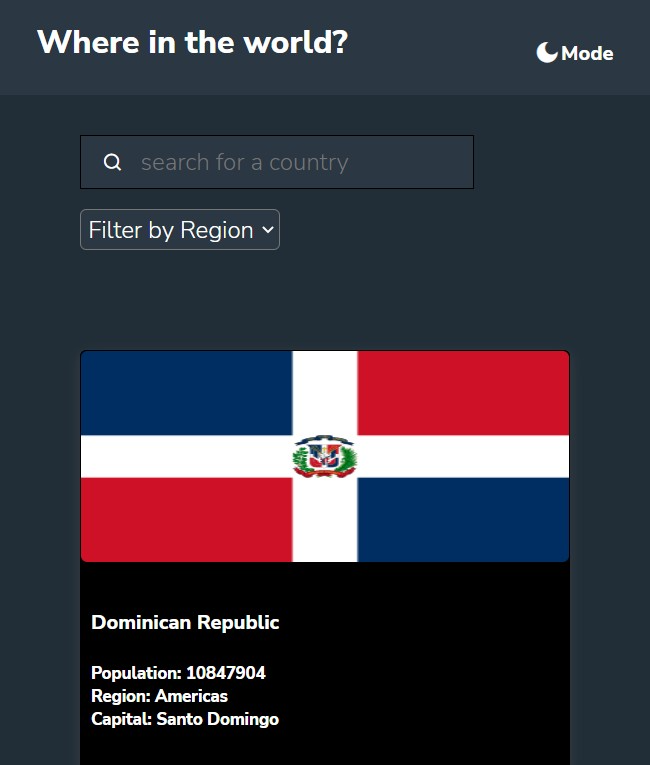 Where in the world?
Mode
search for a country
Filter by Region
Dominican Republic
Population: 10847904
Region: Americas
Capital: Santo Domingo